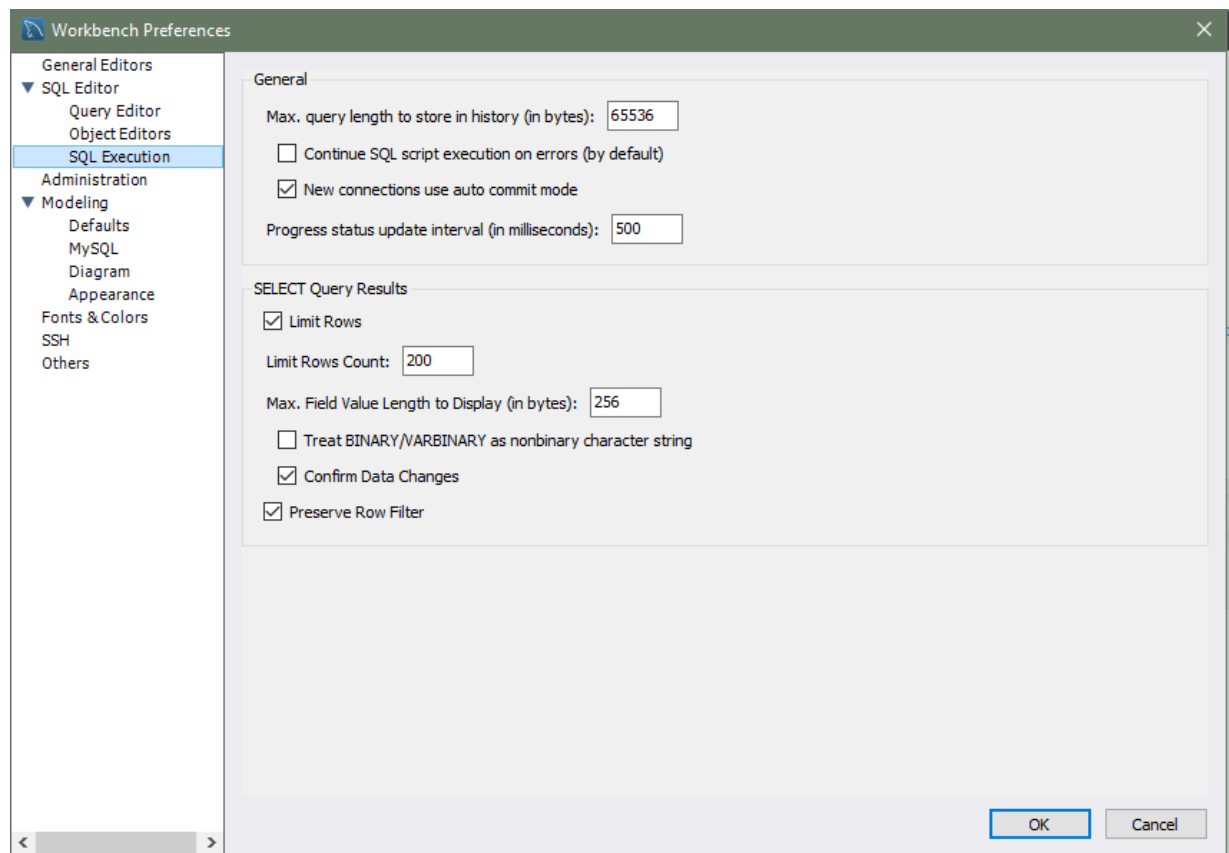 Workbench Preferences
General Editors
SQL Editor
Query Editor
Object Editors
SQL Execution
Administration
Modeling
Defaults
MySQL
Diagram
Appearance
Fonts & Colors
SSH
Others
General
Max. query length to store in history (in bytes): 65536
Continue SQL script execution on errors (by default)
New connections use auto commit mode
Progress status update interval (in milliseconds): 500
SELECT Query Results
Limit Rows
Limit Rows Count: 200
Max. Field Value Length to Display (in bytes): 256
Treat BINARY/VARBINARY as nonbinary character string
Confirm Data Changes
Preserve Row Filter
OK Cancel